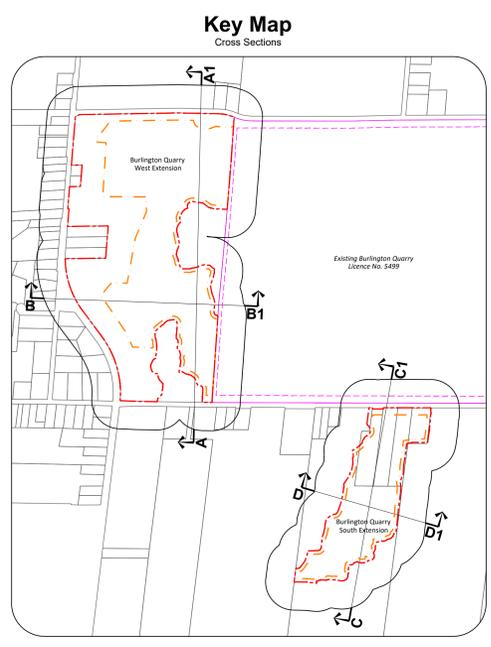 Key Map
Cross Sections
A1
Burlington Quarry
West Extension
Existing Burlington Quarry
Licence No. 5499
B
B1
C1
A
D
Burlington Quarry
South Extension
D1
C